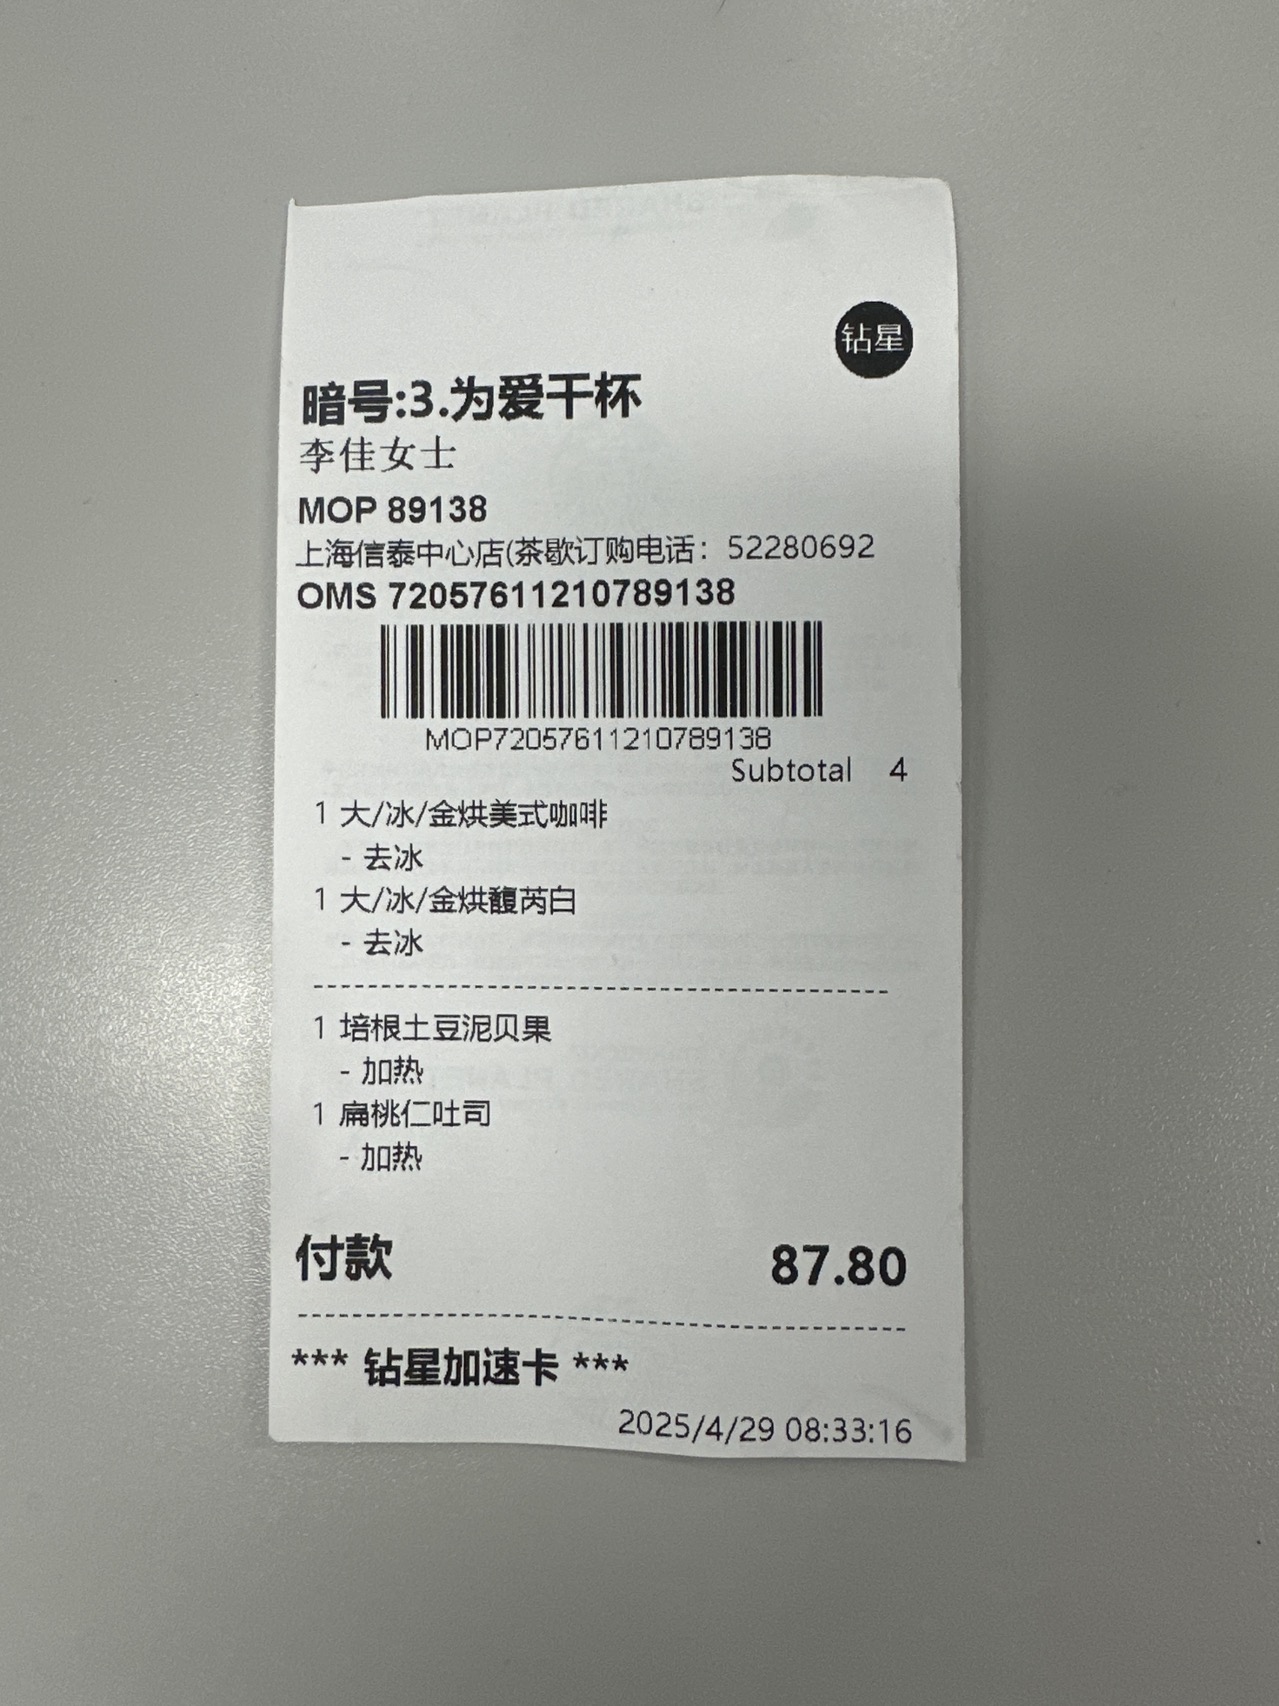 钻星
暗号:3.为爱干杯
李佳女士
MOP 89138
上海信泰中心店(茶歇订购电话：52280692
OMS 72057611210789138
MOP72057611210789138
Subtotal 4
1 大/冰/金烘美式咖啡
- 去冰
1 大/冰/金烘馥芮白
- 去冰
1 培根土豆泥贝果
- 加热
1 扁桃仁吐司
- 加热
付款 87.80
*** 钻星加速卡 ***
2025/4/29 08:33:16